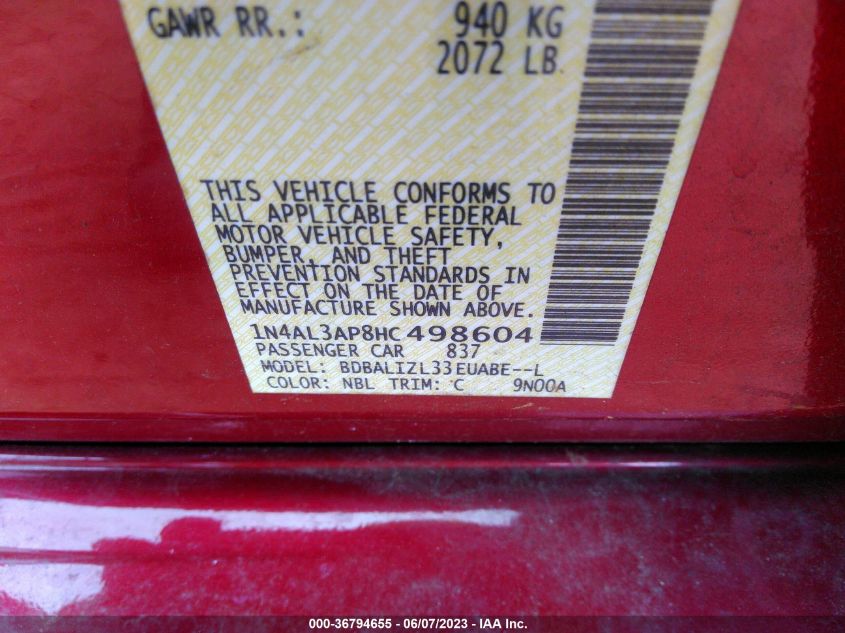 GAWR RR.: 940 KG
2072 LB.
THIS VEHICLE CONFORMS TO
ALL APPLICABLE FEDERAL
MOTOR VEHICLE SAFETY,
BUMPER, AND THEFT
PREVENTION STANDARDS IN
EFFECT ON THE DATE OF
MANUFACTURE SHOWN ABOVE.
1N4AL3AP8HC498604
PASSENGER CAR 837
MODEL: BDBALIZL33EUABE--L
COLOR: NBL TRIM: C 9N00A
000-36794655 - 06/07/2023 - IAA Inc.